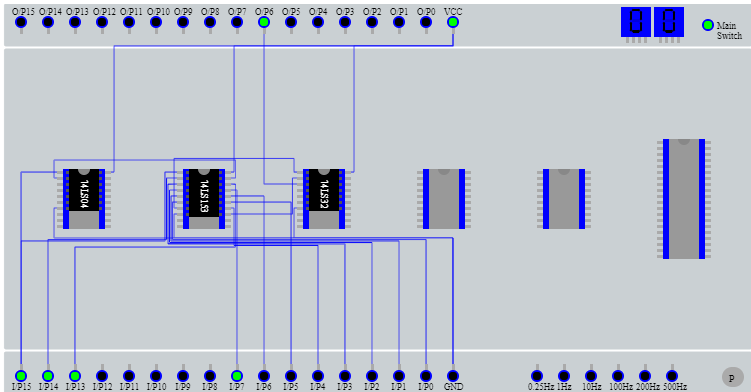 O/P15 O/P14 O/P13 O/P12 O/P11 O/P10 O/P9 O/P8 O/P7 O/P6 O/P5 O/P4 O/P3 O/P2 O/P1 O/P0 VCC
0 0
Main
Switch
74LS04
74LS153
74LS32
P
I/P15 I/P14 I/P13 I/P12 I/P11 I/P10 I/P9 I/P8 I/P7 I/P6 I/P5 I/P4 I/P3 I/P2 I/P1 I/P0 GND 0.25Hz 1Hz 10Hz 100Hz 200Hz 500Hz